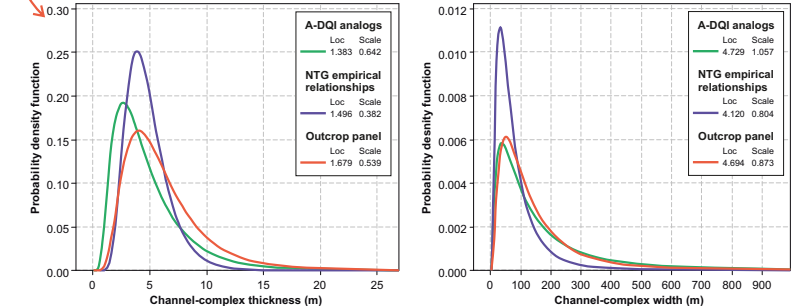 0.30
0.25
0.20
0.15
0.10
0.05
0.00
Probability density function
0 5 10 15 20 25
Channel-complex thickness (m)
A-DQI analogs
Loc Scale
1.383 0.642
NTG empirical
relationships
Loc Scale
1.496 0.382
Outcrop panel
Loc Scale
1.679 0.539
0.012
0.010
0.008
0.006
0.004
0.002
0.000
Probability desnity function
0 100 200 300 400 500 600 700 800 900
Channel-complex width (m)
A-DQI analogs
Loc Scale
4.729 1.057
NTG empirical
relationships
Loc Scale
4.120 0.804
Outcrop panel
Loc Scale
4.694 0.873